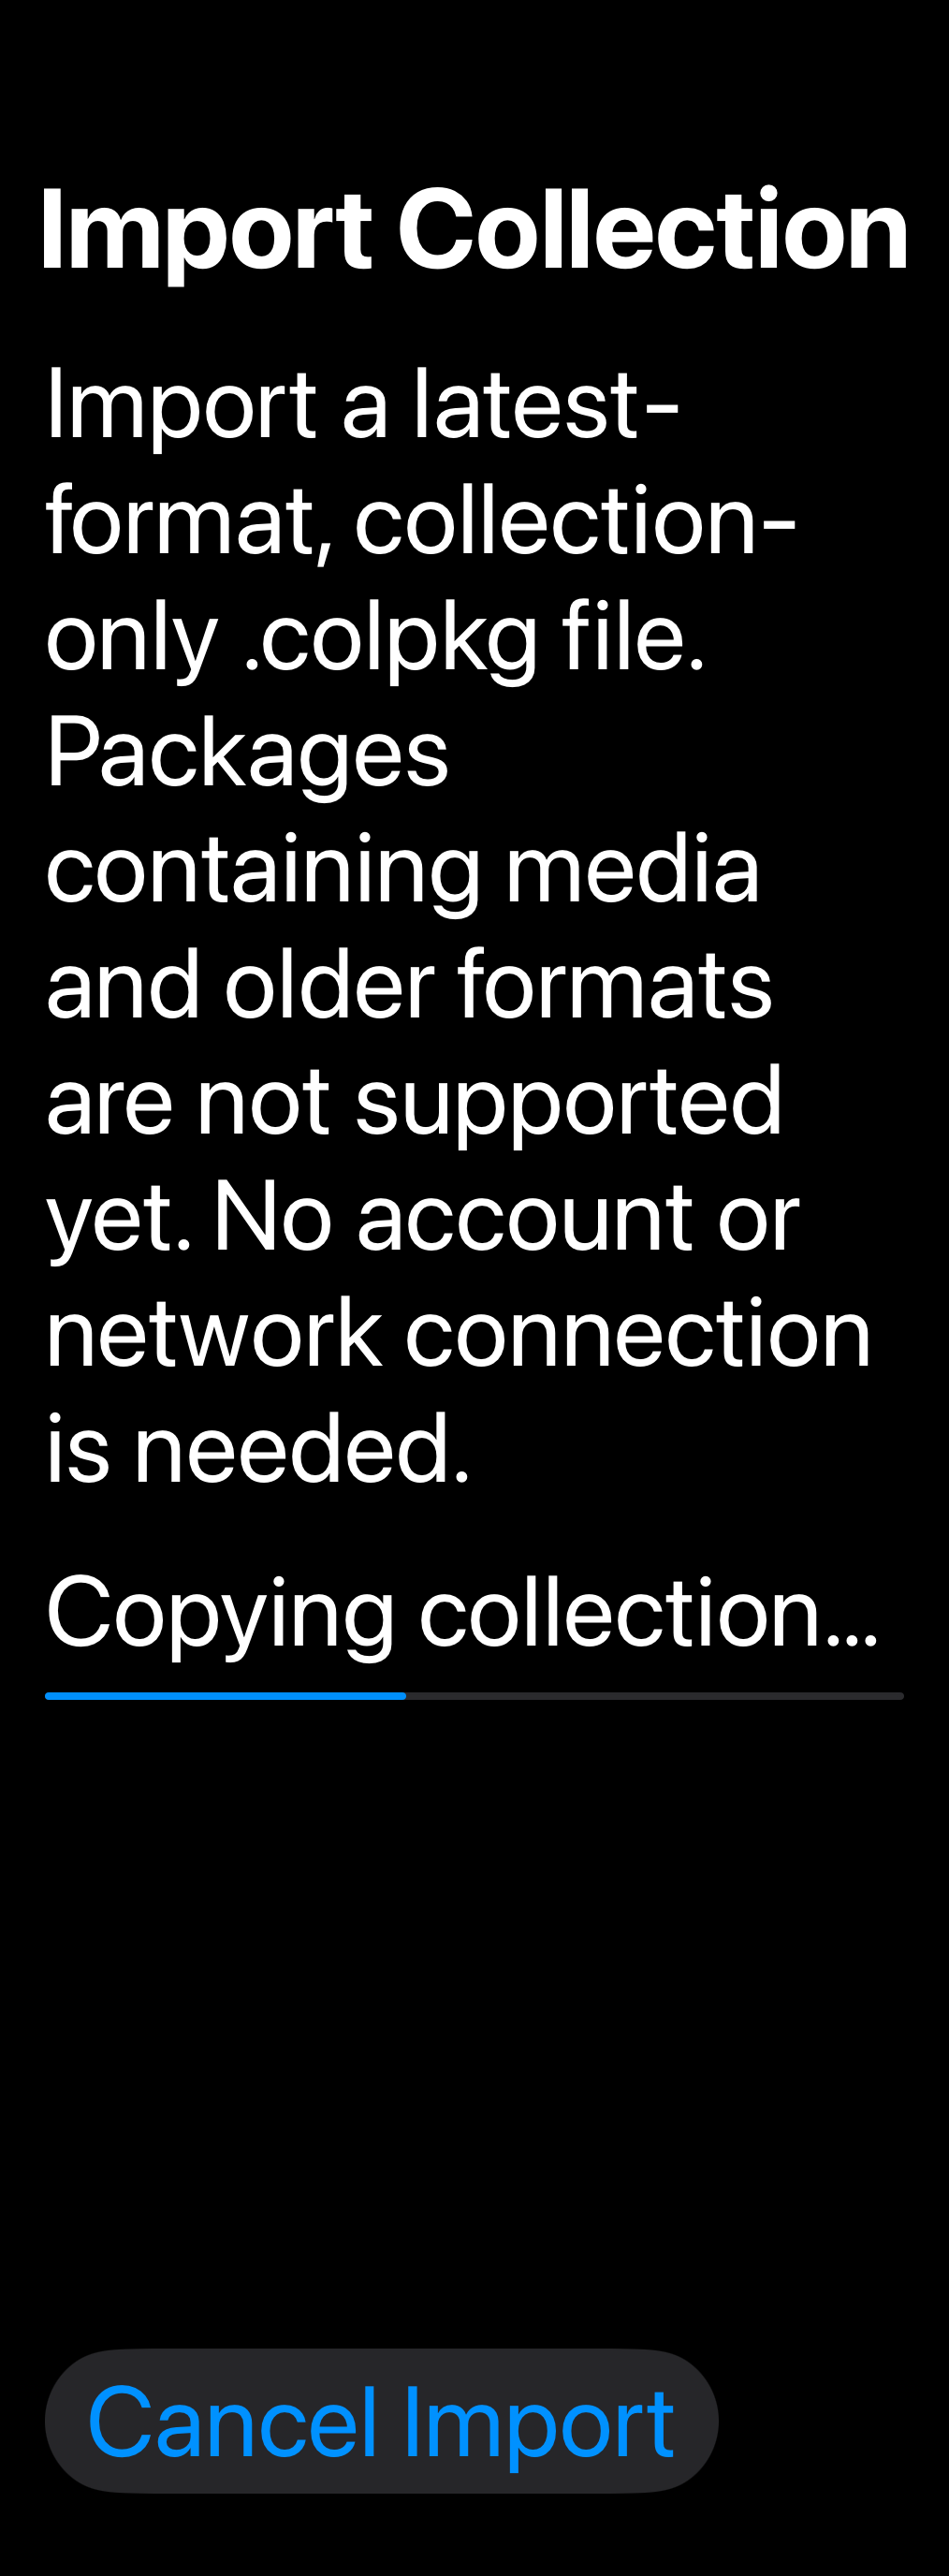 Import Collection
Import a latest-
format, collection-
only .colpkg file.
Packages
containing media
and older formats
are not supported
yet. No account or
network connection
is needed.
Copying collection...
Cancel Import